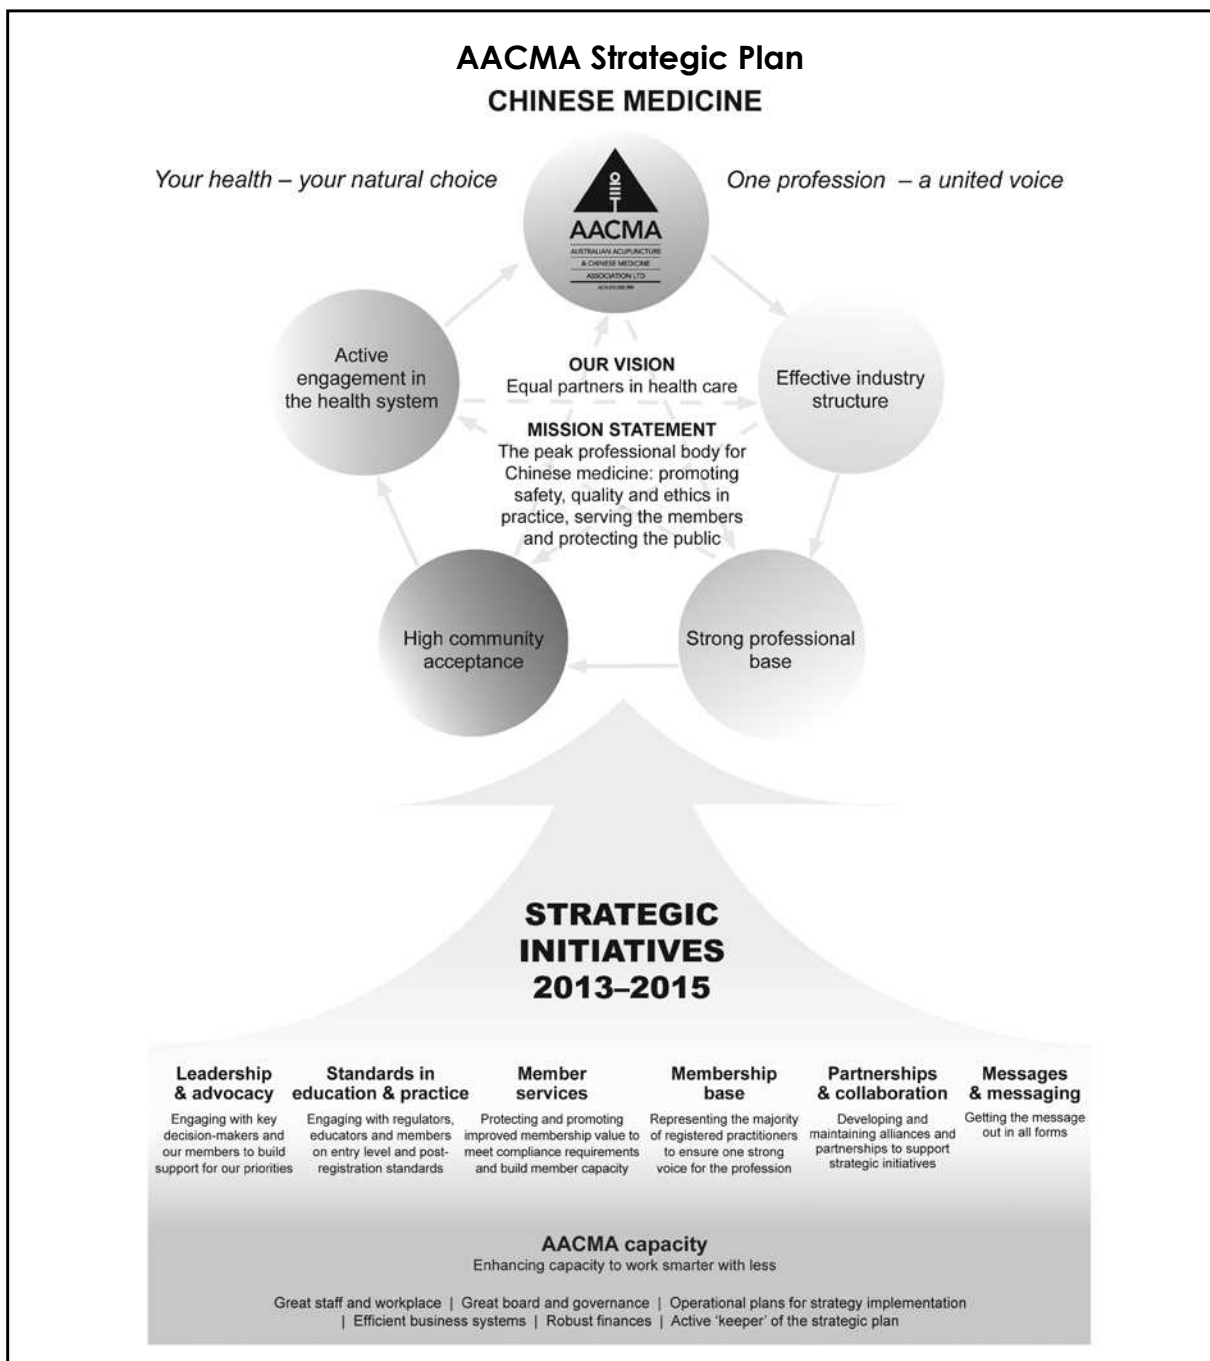 AACMA Strategic Plan
CHINESE MEDICINE
Your health – your natural choice
One profession – a united voice
AACMA
AUSTRALIAN ACUPUNCTURE
& CHINESE MEDICINE
ASSOCIATION LTD
Active
engagement in
the health system
Effective industry
structure
OUR VISION
Equal partners in health care
MISSION STATEMENT
The peak professional body for
Chinese medicine: promoting
safety, quality and ethics in
practice, serving the members
and protecting the public
High community
acceptance
Strong professional
base
STRATEGIC
INITIATIVES
2013–2015
Leadership
& advocacy
Engaging with key
decision-makers and
our members to build
support for our priorities
Standards in
education & practice
Engaging with regulators,
educators and members
on entry level and post-
registration standards
Member
services
Protecting and promoting
improved membership value to
meet compliance requirements
and build member capacity
Membership
base
Representing the majority
of registered practitioners
to ensure one strong
voice for the profession
Partnerships
& collaboration
Developing and
maintaining alliances and
partnerships to support
strategic initiatives
Messages
& messaging
Getting the message
out in all forms
AACMA capacity
Enhancing capacity to work smarter with less
Great staff and workplace | Great board and governance | Operational plans for strategy implementation
| Efficient business systems | Robust finances | Active ‘keeper’ of the strategic plan